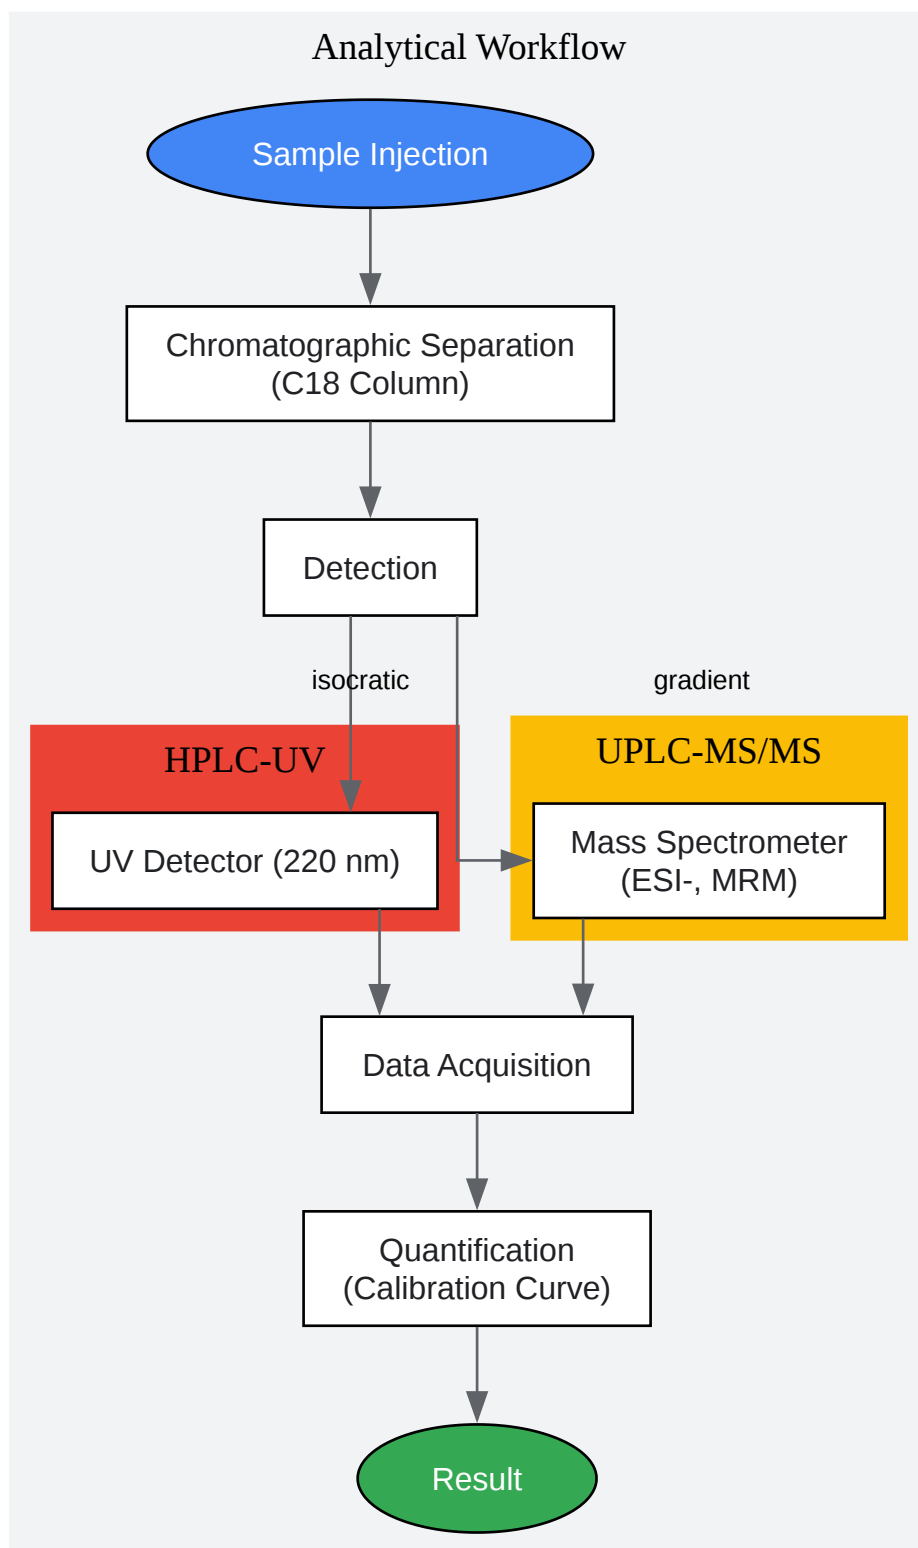 Analytical Workflow
Sample Injection
Chromatographic Separation
(C18 Column)
Detection
isocratic
gradient
HPLC-UV
UPLC-MS/MS
UV Detector (220 nm)
Mass Spectrometer
(ESI-, MRM)
Data Acquisition
Quantification
(Calibration Curve)
Result